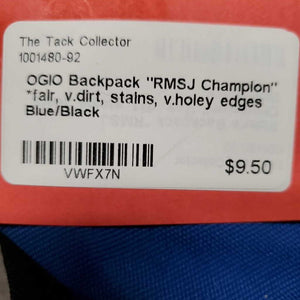 The Tack Collector
1001480-92
OGIO Backpack "RMSJ Champion"
*fair, v.dirt, stains, v.holey edges
Blue/Black
$9.50
VWFX7N